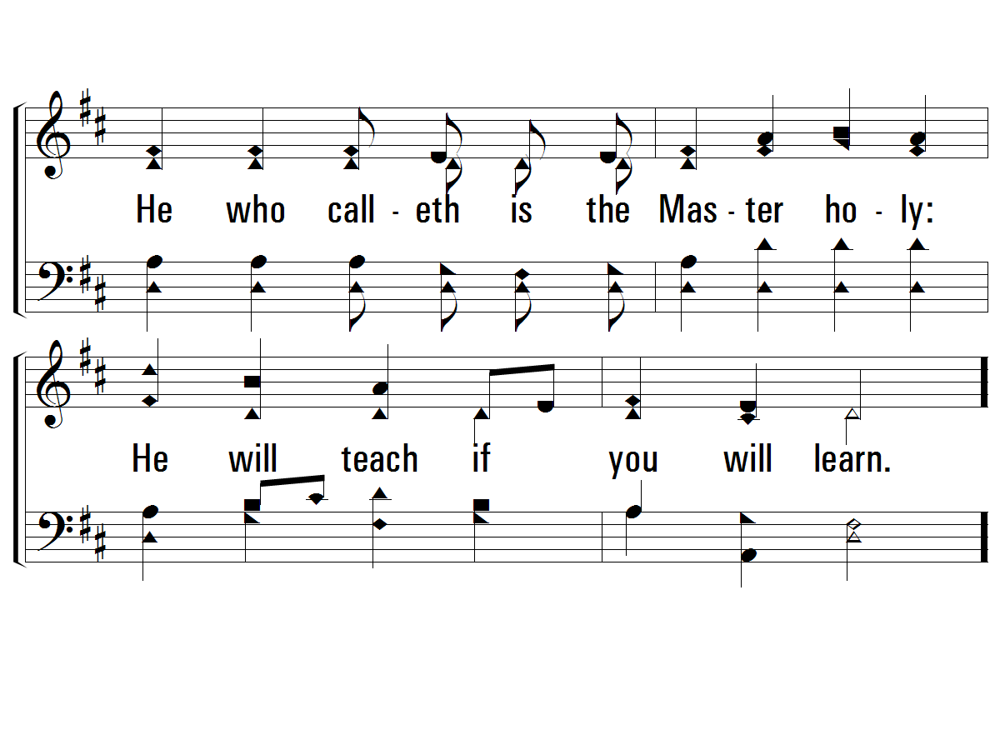 He who call - eth is the Mas - ter ho - ly:
He will teach if you will learn.